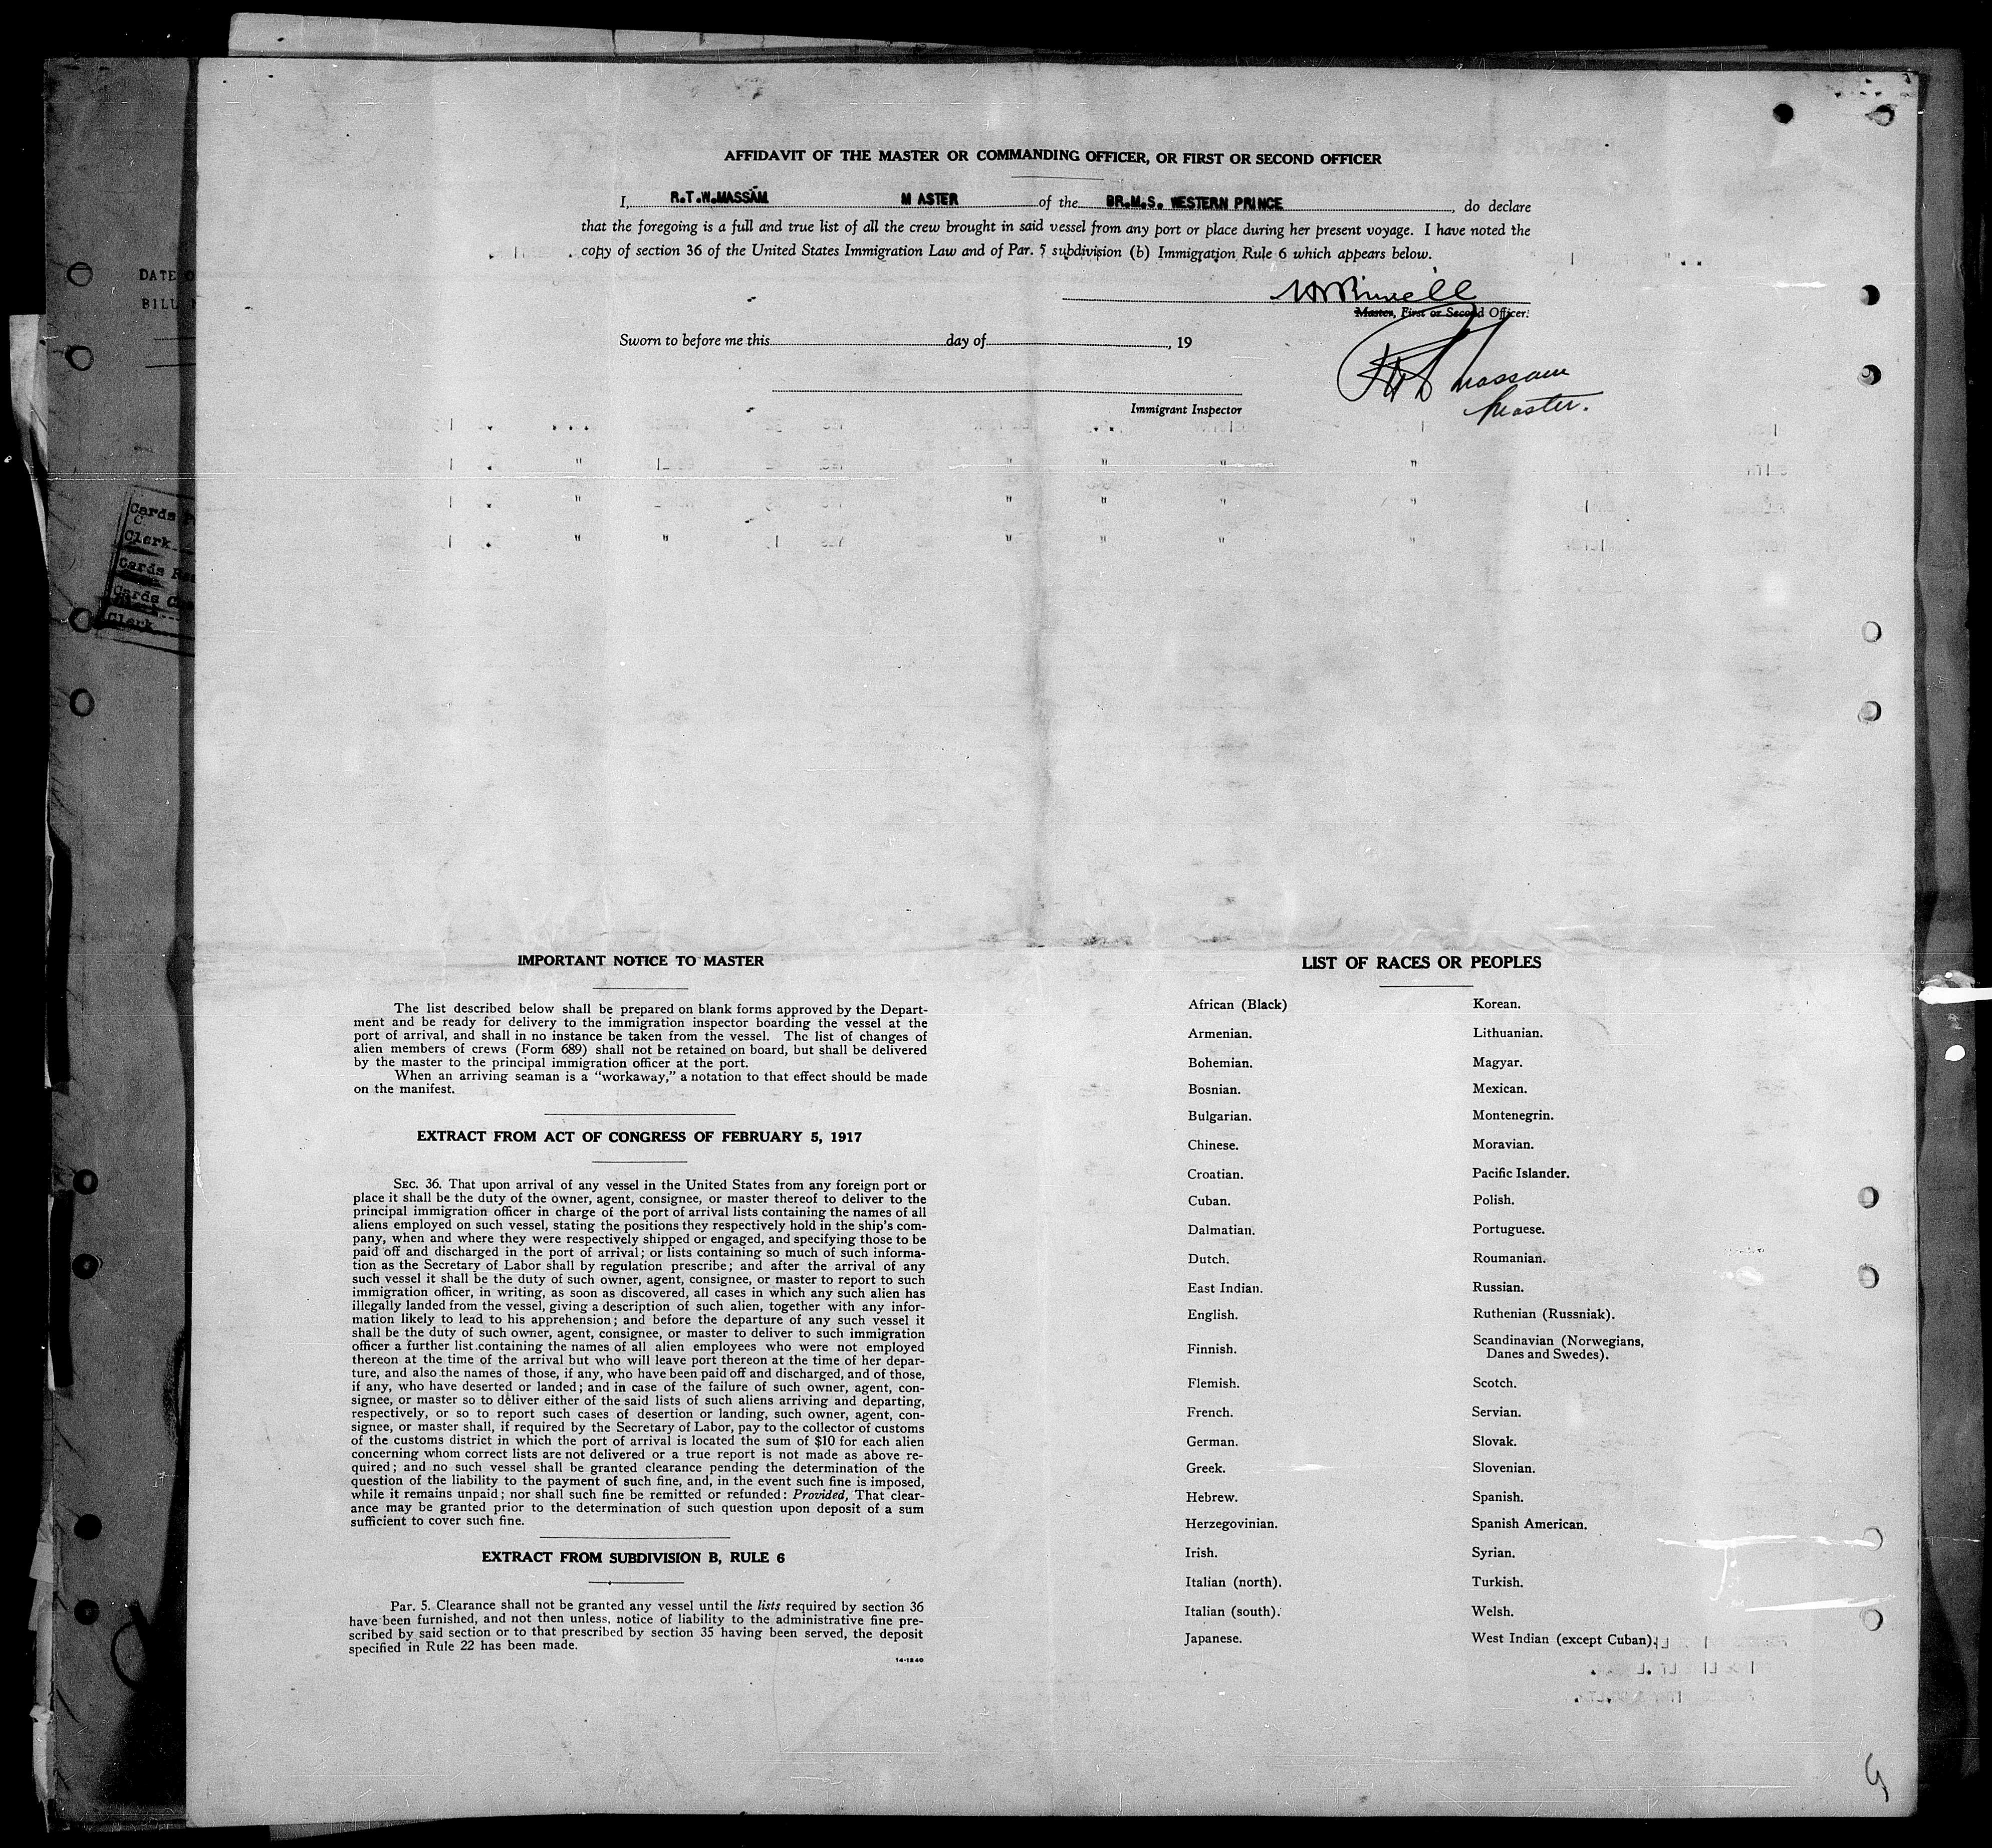 AFFIDAVIT OF THE MASTER OR COMMANDING OFFICER, OR FIRST OR SECOND OFFICER
I, R.T.W.MASSAM M ASTER of the BR.M.S. WESTERN PRINCE, do declare
that the foregoing is a full and true list of all the crew brought in said vessel from any port or place during her present voyage. I have noted the
copy of section 36 of the United States Immigration Law and of Par. 5 subdivision (b) Immigration Rule 6 which appears below.
Master, First or Second Officer.
Sworn to before me this day of , 19
Massam
Master.
Immigrant Inspector
DATE O
BILL
Cards
Clerk
Cards
Cards
Clerk
IMPORTANT NOTICE TO MASTER
The list described below shall be prepared on blank forms approved by the Depart-
ment and be ready for delivery to the immigration inspector boarding the vessel at the
port of arrival, and shall in no instance be taken from the vessel. The list of changes of
alien members of crews (Form 689) shall not be retained on board, but shall be delivered
by the master to the principal immigration officer at the port.
When an arriving seaman is a "workaway," a notation to that effect should be made
on the manifest.
EXTRACT FROM ACT OF CONGRESS OF FEBRUARY 5, 1917
SEC. 36. That upon arrival of any vessel in the United States from any foreign port or
place it shall be the duty of the owner, agent, consignee, or master thereof to deliver to the
principal immigration officer in charge of the port of arrival lists containing the names of all
aliens employed on such vessel, stating the positions they respectively hold in the ship's com-
pany, when and where they were respectively shipped or engaged, and specifying those to be
paid off and discharged in the port of arrival; or lists containing so much of such informa-
tion as the Secretary of Labor shall by regulation prescribe; and after the arrival of any
such vessel it shall be the duty of such owner, agent, consignee, or master to report to such
immigration officer, in writing, as soon as discovered, all cases in which any such alien has
illegally landed from the vessel, giving a description of such alien, together with any infor-
mation likely to lead to his apprehension; and before the departure of any such vessel it
shall be the duty of such owner, agent, consignee, or master to deliver to such immigration
officer a further list containing the names of all alien employees who were not employed
thereon at the time of the arrival but who will leave port thereon at the time of her depar-
ture, and also the names of those, if any, who have been paid off and discharged, and of those,
if any, who have deserted or landed; and in case of the failure of such owner, agent, con-
signee, or master so to deliver either of the said lists of such aliens arriving and departing,
respectively, or so to report such cases of desertion or landing, such owner, agent, con-
signee, or master shall, if required by the Secretary of Labor, pay to the collector of customs
of the customs district in which the port of arrival is located the sum of $10 for each alien
concerning whom correct lists are not delivered or a true report is not made as above re-
quired; and no such vessel shall be granted clearance pending the determination of the
question of the liability to the payment of such fine, and, in the event such fine is imposed,
while it remains unpaid; nor shall such fine be remitted or refunded: Provided, That clear-
ance may be granted prior to the determination of such question upon deposit of a sum
sufficient to cover such fine.
EXTRACT FROM SUBDIVISION B, RULE 6
Par. 5. Clearance shall not be granted any vessel until the lists required by section 36
have been furnished, and not then unless, notice of liability to the administrative fine pre-
scribed by said section or to that prescribed by section 35 having been served, the deposit
specified in Rule 22 has been made.
14-1240
LIST OF RACES OR PEOPLES
African (Black)
Armenian.
Bohemian.
Bosnian.
Bulgarian.
Chinese.
Croatian.
Cuban.
Dalmatian.
Dutch.
East Indian.
English.
Finnish.
Flemish.
French.
German.
Greek.
Hebrew.
Herzegovinian.
Irish.
Italian (north).
Italian (south).
Japanese.
Korean.
Lithuanian.
Magyar.
Mexican.
Montenegrin.
Moravian.
Pacific Islander.
Polish.
Portuguese.
Roumanian.
Russian.
Ruthenian (Russniak).
Scandinavian (Norwegians,
Danes and Swedes).
Scotch.
Servian.
Slovak.
Slovenian.
Spanish.
Spanish American.
Syrian.
Turkish.
Welsh.
West Indian (except Cuban).